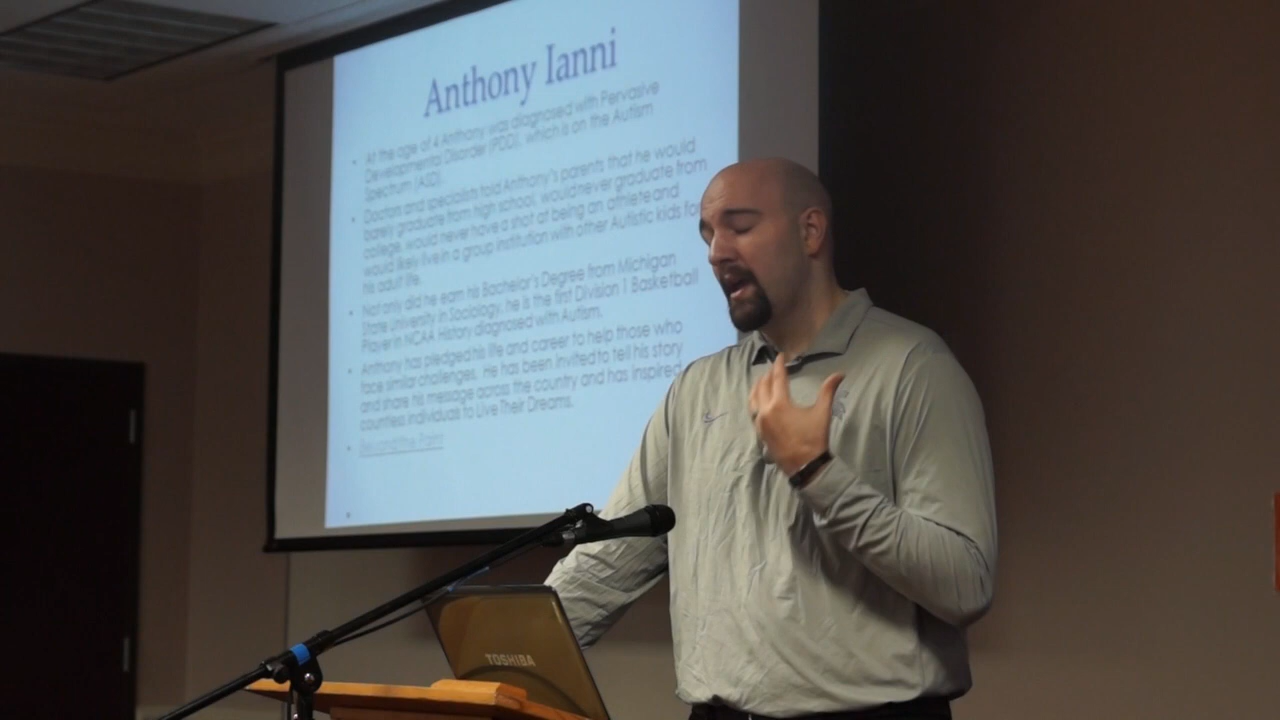 Anthony Ianni
At the age of 4 Anthony was diagnosed with Pervasive
Developmental Disorder (PDD), which is on the Autism
Spectrum (ASD).
Doctors and specialists told Anthony's parents that he would
barely graduate from high school, would never graduate from
college, would never have a shot at being an athlete and
would likely live in a group institution with other Autistic kids for
his adult life.
Not only did he earn his Bachelor's Degree from Michigan
State University in Sociology, he is the first Division 1 Basketball
Player in NCAA History diagnosed with Autism.
Anthony has pledged his life and career to help those who
face similar challenges. He has been invited to tell his story
and share his message across the country and has inspired
countless individuals to Live Their Dreams.
TOSHIBA